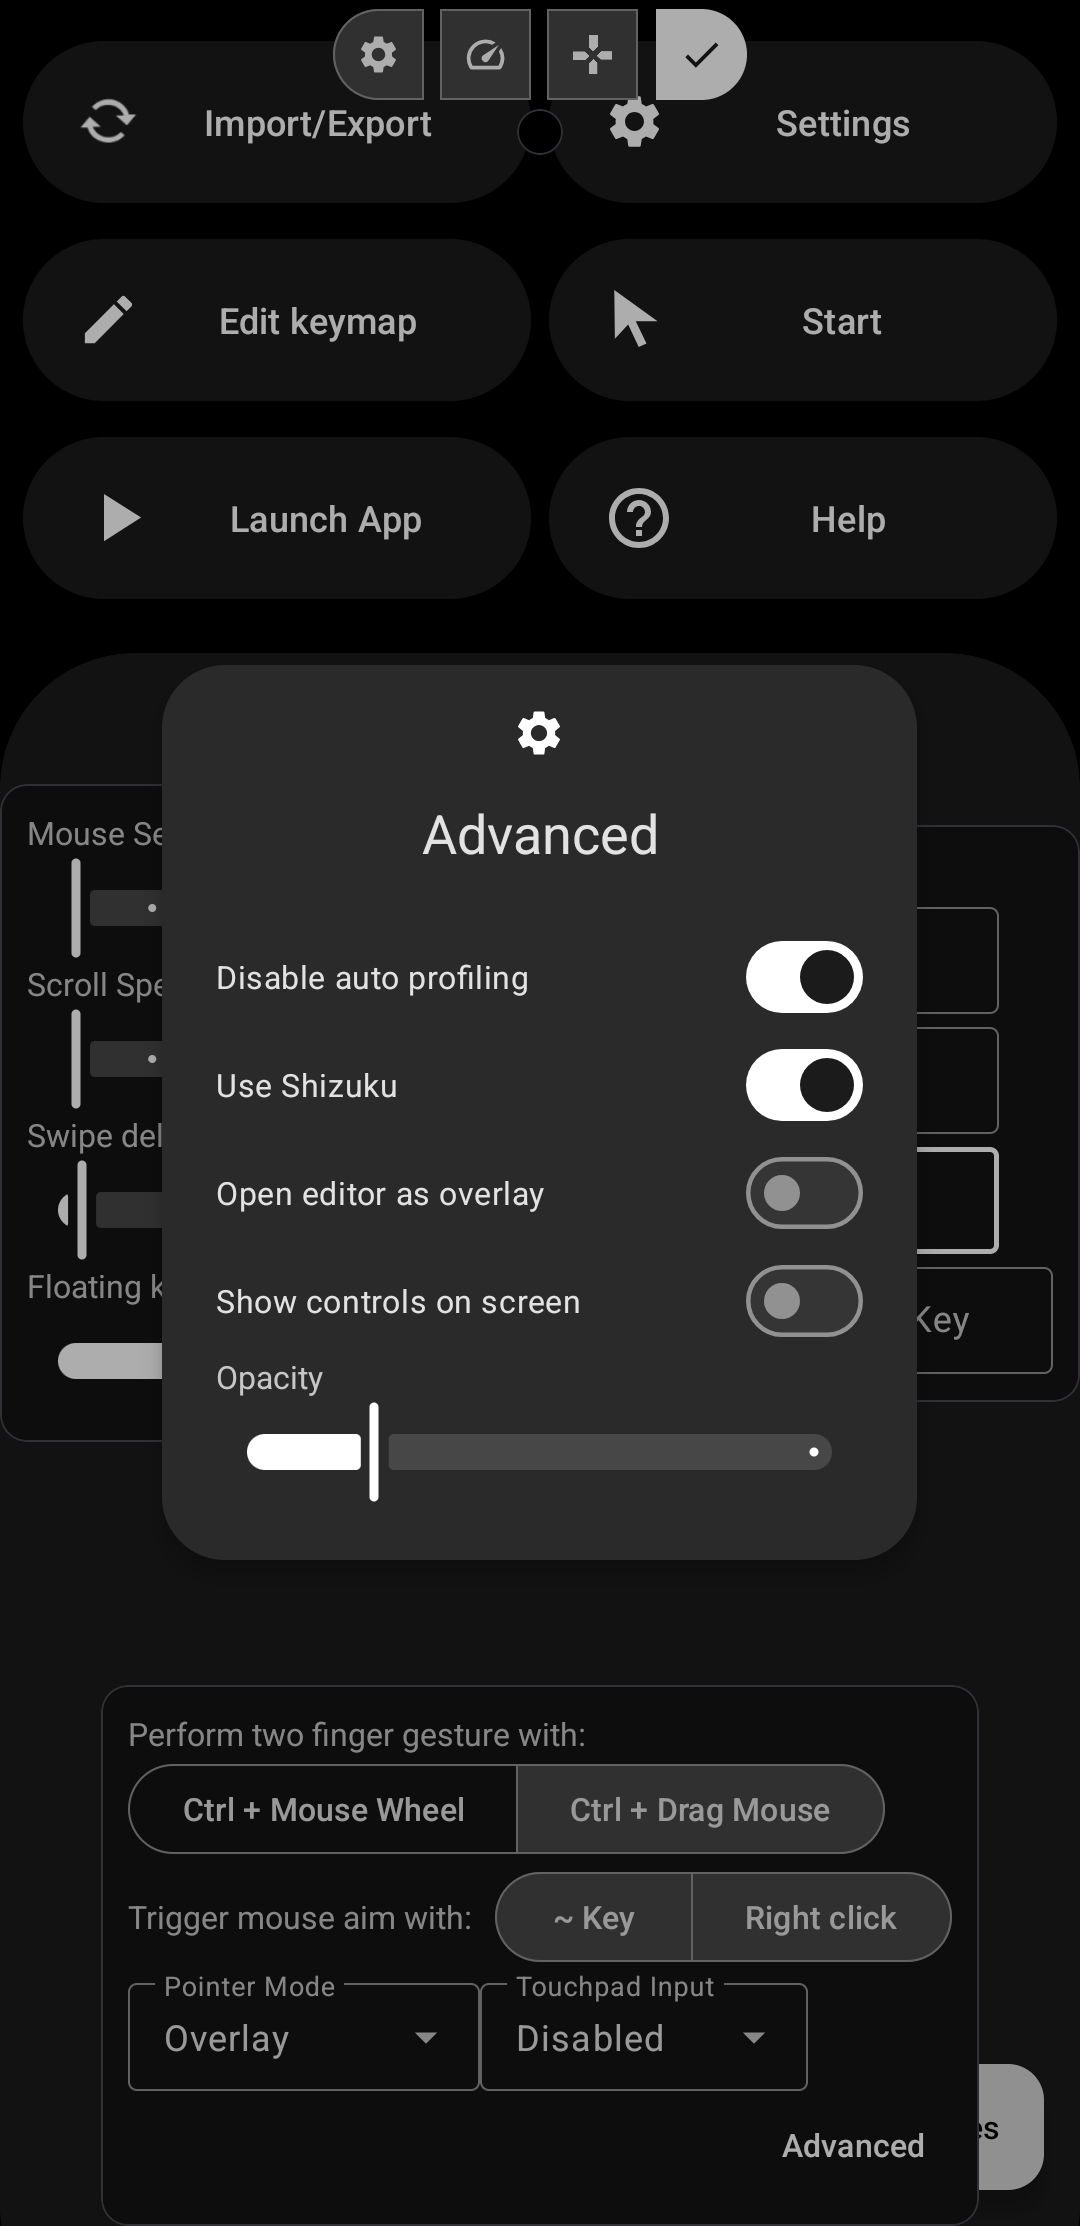 Import/Export
Settings
Edit keymap
Start
Launch App
Help
Advanced
Mouse Se
Disable auto profiling
Scroll Spe
Use Shizuku
Swipe del
Open editor as overlay
Floating k
Show controls on screen
Key
Opacity
Perform two finger gesture with:
Ctrl + Mouse Wheel
Ctrl + Drag Mouse
Trigger mouse aim with:
~ Key
Right click
Pointer Mode
Touchpad Input
Overlay
Disabled
es
Advanced